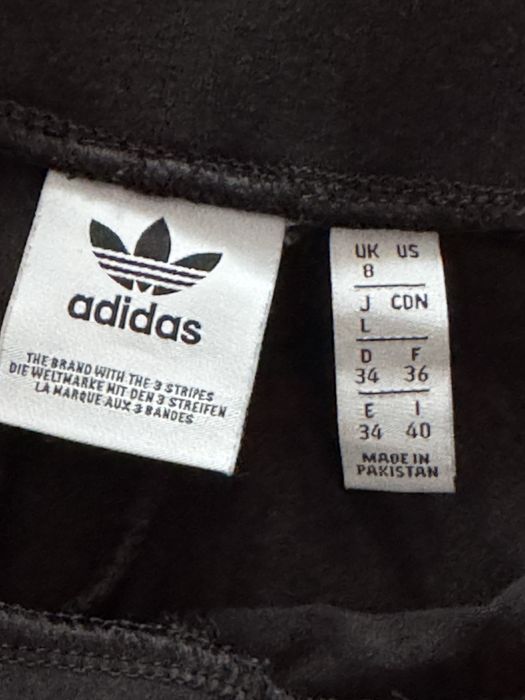 adidas
THE BRAND WITH THE 3 STRIPES
DIE WELTMARKE MIT DEN 3 STREIFEN
LA MARQUE AUX 3 BANDES
UK US
8
J CDN
L
D F
34 36
E I
34 40
MADE IN
PAKISTAN